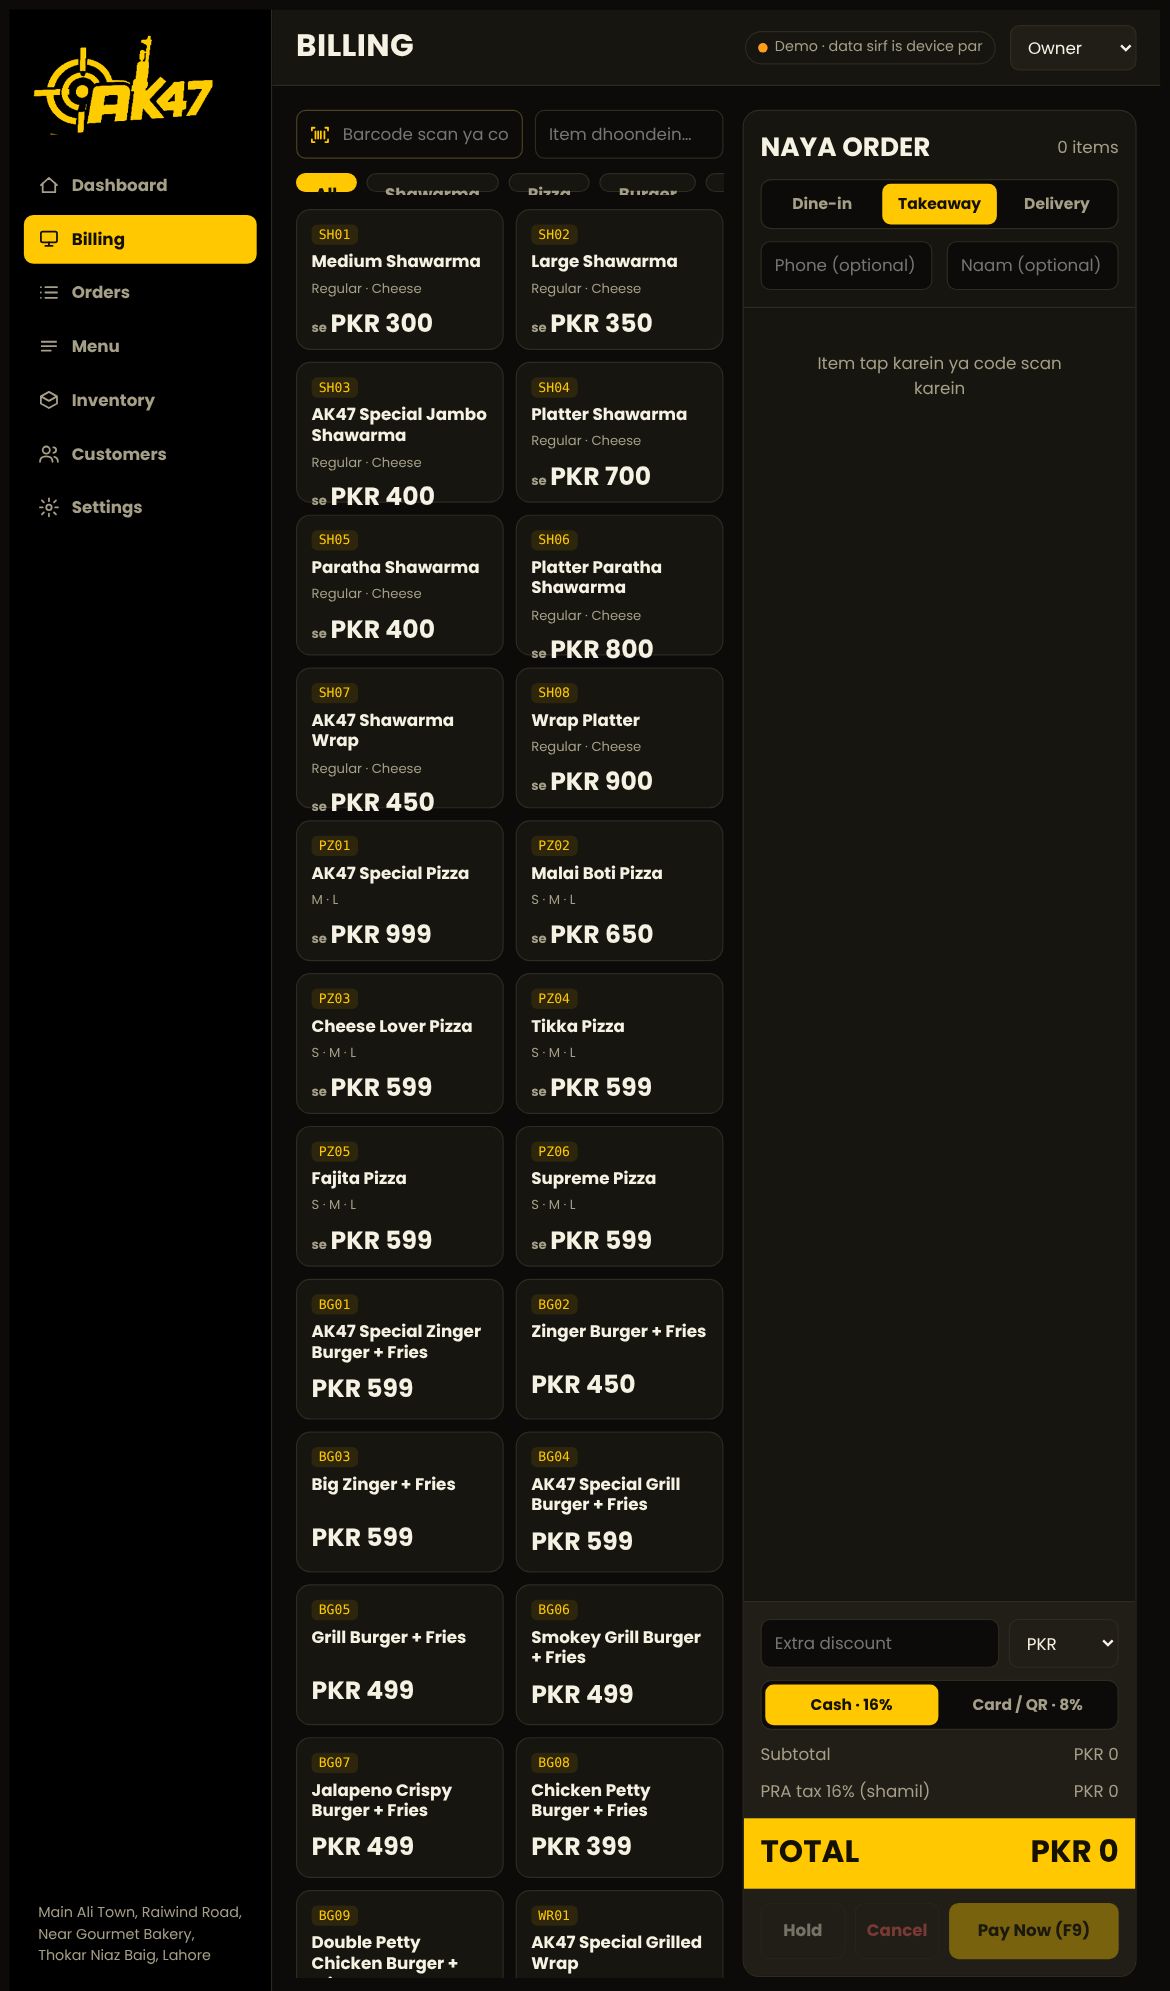 AK47
Dashboard
Billing
Orders
Menu
Inventory
Customers
Settings
Main Ali Town, Raiwind Road,
Near Gourmet Bakery,
Thokar Niaz Baig, Lahore
BILLING
Demo · data sirf is device par
Owner
Barcode scan ya co
Item dhoondein...
All
Shawarma
Pizza
Burger
SH01
Medium Shawarma
Regular · Cheese
se PKR 300
SH02
Large Shawarma
Regular · Cheese
se PKR 350
SH03
AK47 Special Jambo
Shawarma
Regular · Cheese
se PKR 400
SH04
Platter Shawarma
Regular · Cheese
se PKR 700
SH05
Paratha Shawarma
Regular · Cheese
se PKR 400
SH06
Platter Paratha
Shawarma
Regular · Cheese
se PKR 800
SH07
AK47 Shawarma
Wrap
Regular · Cheese
se PKR 450
SH08
Wrap Platter
Regular · Cheese
se PKR 900
PZ01
AK47 Special Pizza
M · L
se PKR 999
PZ02
Malai Boti Pizza
S · M · L
se PKR 650
PZ03
Cheese Lover Pizza
S · M · L
se PKR 599
PZ04
Tikka Pizza
S · M · L
se PKR 599
PZ05
Fajita Pizza
S · M · L
se PKR 599
PZ06
Supreme Pizza
S · M · L
se PKR 599
BG01
AK47 Special Zinger
Burger + Fries
PKR 599
BG02
Zinger Burger + Fries
PKR 450
BG03
Big Zinger + Fries
PKR 599
BG04
AK47 Special Grill
Burger + Fries
PKR 599
BG05
Grill Burger + Fries
PKR 499
BG06
Smokey Grill Burger
+ Fries
PKR 499
BG07
Jalapeno Crispy
Burger + Fries
PKR 499
BG08
Chicken Petty
Burger + Fries
PKR 399
BG09
Double Petty
Chicken Burger +
WR01
AK47 Special Grilled
Wrap
NAYA ORDER
0 items
Dine-in
Takeaway
Delivery
Phone (optional)
Naam (optional)
Item tap karein ya code scan
karein
Extra discount
PKR
Cash · 16%
Card / QR · 8%
Subtotal PKR 0
PRA tax 16% (shamil) PKR 0
TOTAL PKR 0
Hold
Cancel
Pay Now (F9)